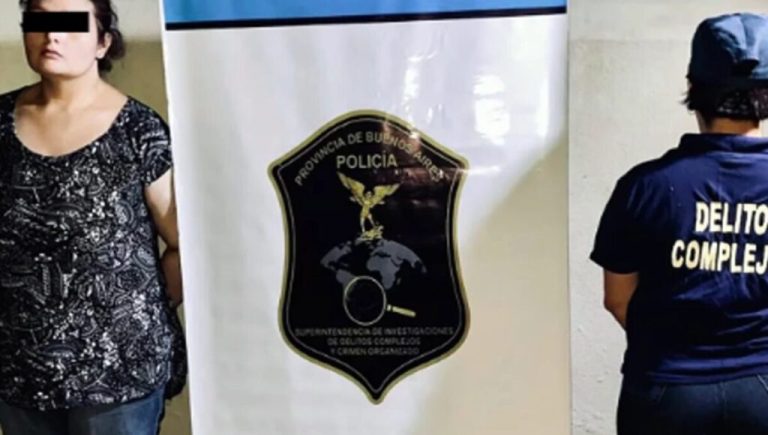 PROVINCIA DE BUENOS AIRES
POLICÍA
SUPERINTENDENCIA DE INVESTIGACIONES
DE DELITOS COMPLEJOS
Y CRIMEN ORGANIZADO
DELITO
COMPLEJ